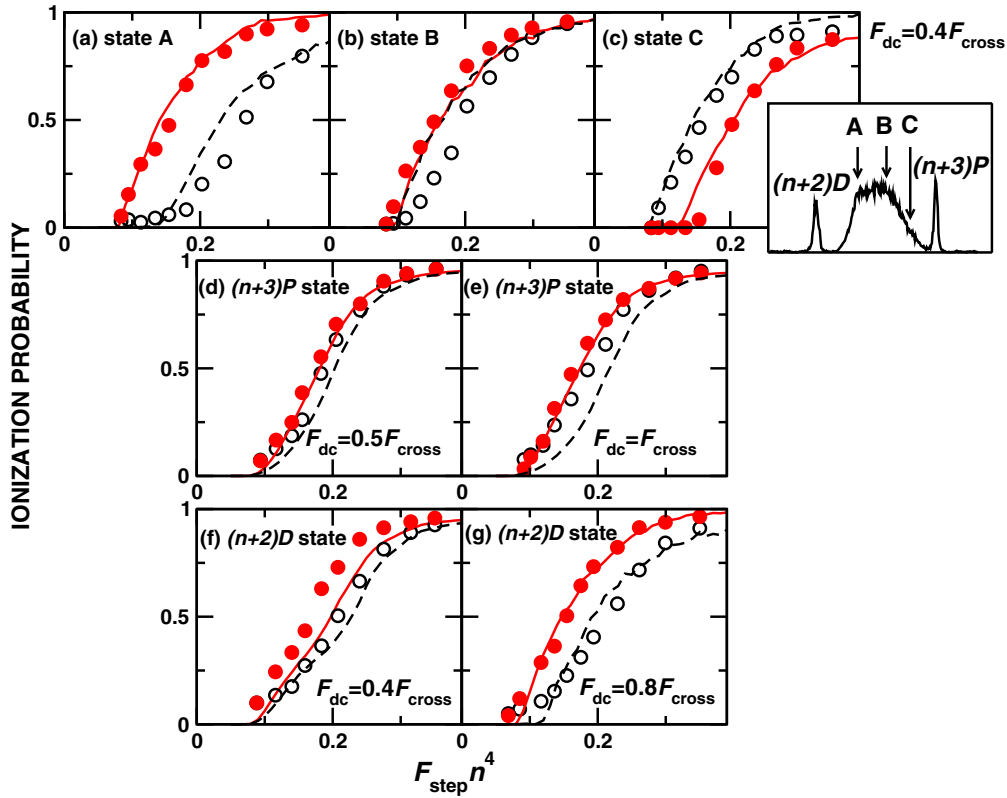 1
(a) state A
(b) state B
(c) state C
F_dc=0.4F_cross
0.5
0
0
0.2
0
0.2
0
0.2
A
B
C
(n+2)D
(n+3)P
1
(d) (n+3)P state
(e) (n+3)P state
0.5
F_dc=0.5F_cross
F_dc=F_cross
0
0
0.2
0
0.2
1
(f) (n+2)D state
(g) (n+2)D state
0.5
F_dc=0.4F_cross
F_dc=0.8F_cross
0
0
0.2
0
0.2
IONIZATION PROBABILITY
F_step n^4